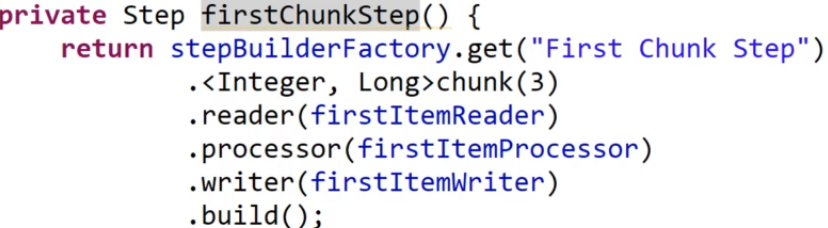 private Step firstChunkStep() {
return stepBuilderFactory.get("First Chunk Step")
.<Integer, Long>chunk(3)
.reader(firstItemReader)
.processor(firstItemProcessor)
.writer(firstItemWriter)
.build();